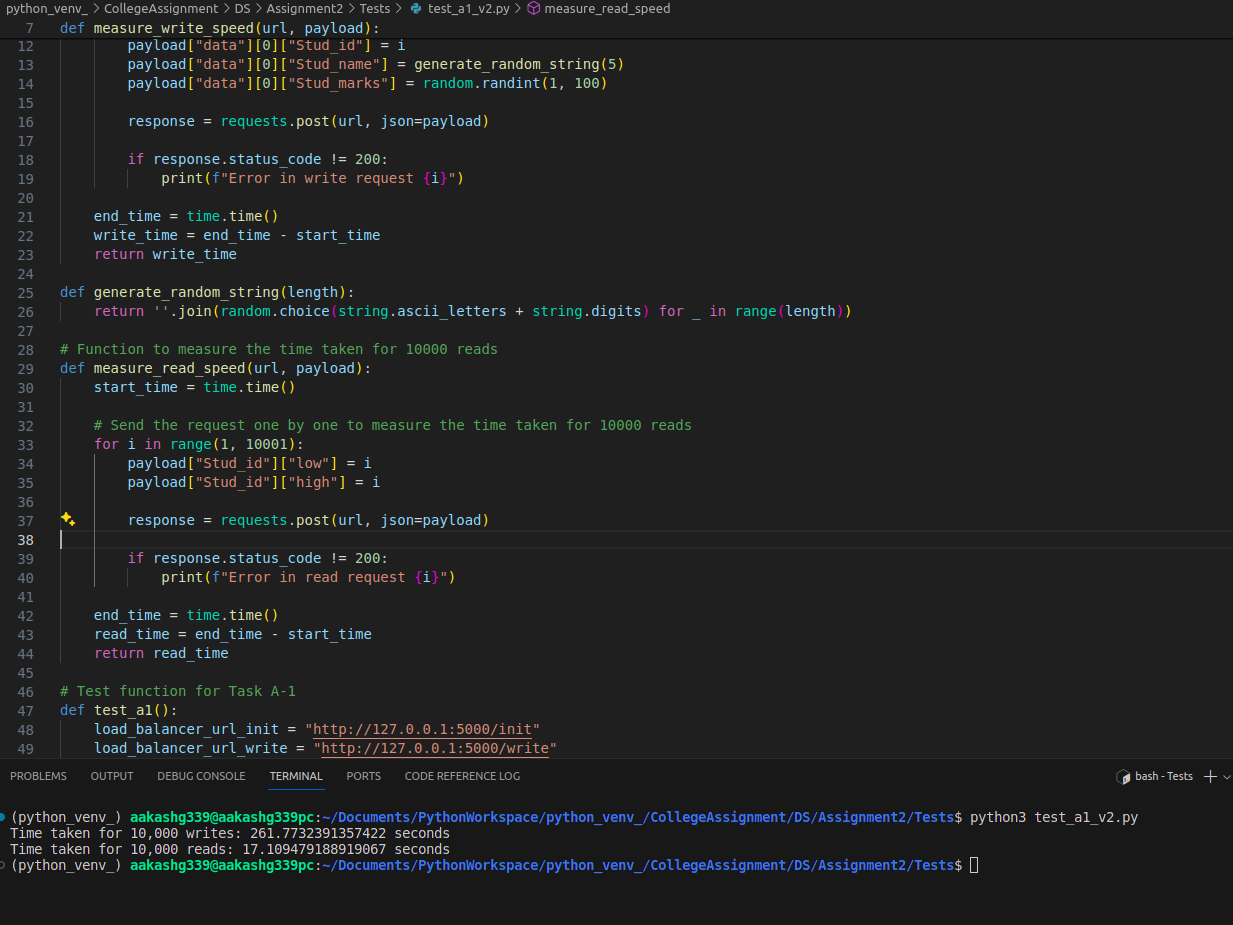 python_venv_ > CollegeAssignment > DS > Assignment2 > Tests > test_a1_v2.py > measure_read_speed
7 def measure_write_speed(url, payload):
12 payload["data"][0]["Stud_id"] = i
13 payload["data"][0]["Stud_name"] = generate_random_string(5)
14 payload["data"][0]["Stud_marks"] = random.randint(1, 100)
15
16 response = requests.post(url, json=payload)
17
18 if response.status_code != 200:
19 print(f"Error in write request {i}")
20
21 end_time = time.time()
22 write_time = end_time - start_time
23 return write_time
24
25 def generate_random_string(length):
26 return ''.join(random.choice(string.ascii_letters + string.digits) for _ in range(length))
27
28 # Function to measure the time taken for 10000 reads
29 def measure_read_speed(url, payload):
30 start_time = time.time()
31
32 # Send the request one by one to measure the time taken for 10000 reads
33 for i in range(1, 10001):
34 payload["Stud_id"]["low"] = i
35 payload["Stud_id"]["high"] = i
36
37 response = requests.post(url, json=payload)
38
39 if response.status_code != 200:
40 print(f"Error in read request {i}")
41
42 end_time = time.time()
43 read_time = end_time - start_time
44 return read_time
45
46 # Test function for Task A-1
47 def test_a1():
48 load_balancer_url_init = "http://127.0.0.1:5000/init"
49 load_balancer_url_write = "http://127.0.0.1:5000/write"
PROBLEMS OUTPUT DEBUG CONSOLE TERMINAL PORTS CODE REFERENCE LOG bash - Tests
(python_venv_) aakashg339@aakashg339pc:~/Documents/PythonWorkspace/python_venv_/CollegeAssignment/DS/Assignment2/Tests$ python3 test_a1_v2.py
Time taken for 10,000 writes: 261.7732391357422 seconds
Time taken for 10,000 reads: 17.109479188919067 seconds
(python_venv_) aakashg339@aakashg339pc:~/Documents/PythonWorkspace/python_venv_/CollegeAssignment/DS/Assignment2/Tests$